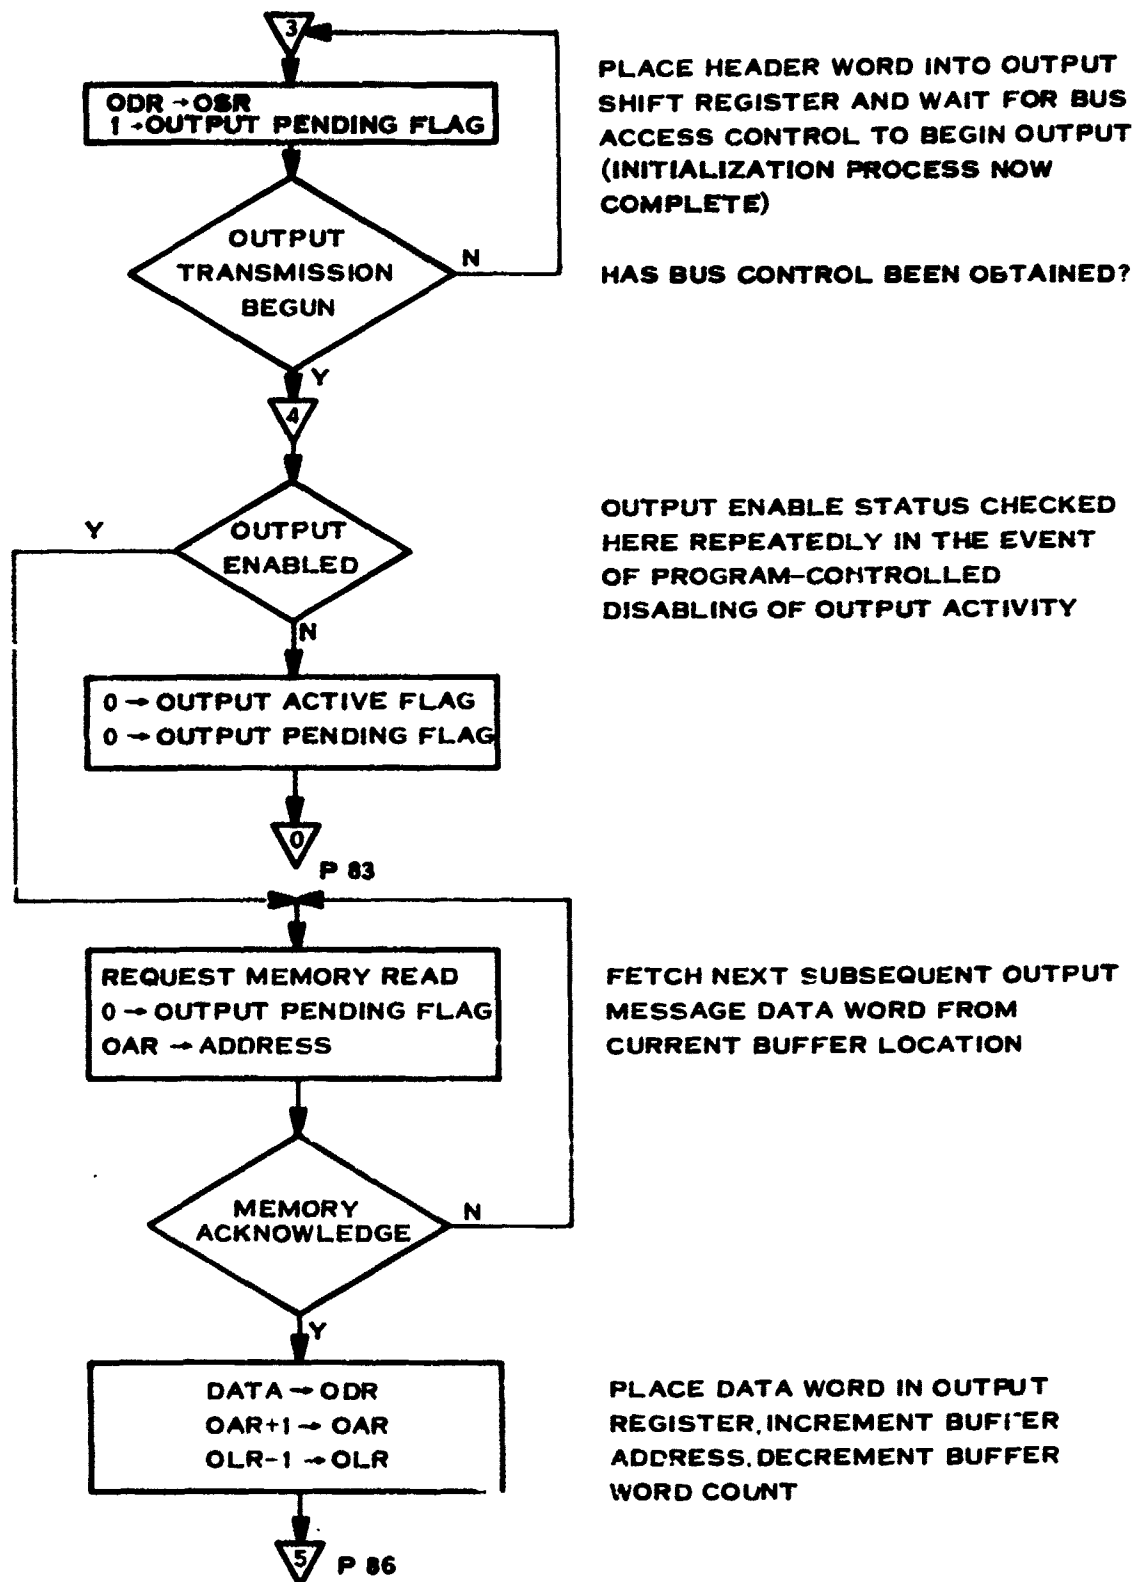 3
ODR → OSR
1 → OUTPUT PENDING FLAG
PLACE HEADER WORD INTO OUTPUT
SHIFT REGISTER AND WAIT FOR BUS
ACCESS CONTROL TO BEGIN OUTPUT
(INITIALIZATION PROCESS NOW
COMPLETE)
OUTPUT
TRANSMISSION
BEGUN
N
HAS BUS CONTROL BEEN OBTAINED?
Y
4
Y
OUTPUT
ENABLED
N
OUTPUT ENABLE STATUS CHECKED
HERE REPEATEDLY IN THE EVENT
OF PROGRAM-CONTROLLED
DISABLING OF OUTPUT ACTIVITY
0 → OUTPUT ACTIVE FLAG
0 → OUTPUT PENDING FLAG
0
P 83
REQUEST MEMORY READ
0 → OUTPUT PENDING FLAG
OAR → ADDRESS
FETCH NEXT SUBSEQUENT OUTPUT
MESSAGE DATA WORD FROM
CURRENT BUFFER LOCATION
MEMORY
ACKNOWLEDGE
N
Y
DATA → ODR
OAR+1 → OAR
OLR-1 → OLR
PLACE DATA WORD IN OUTPUT
REGISTER, INCREMENT BUFFER
ADDRESS, DECREMENT BUFFER
WORD COUNT
5
P 86